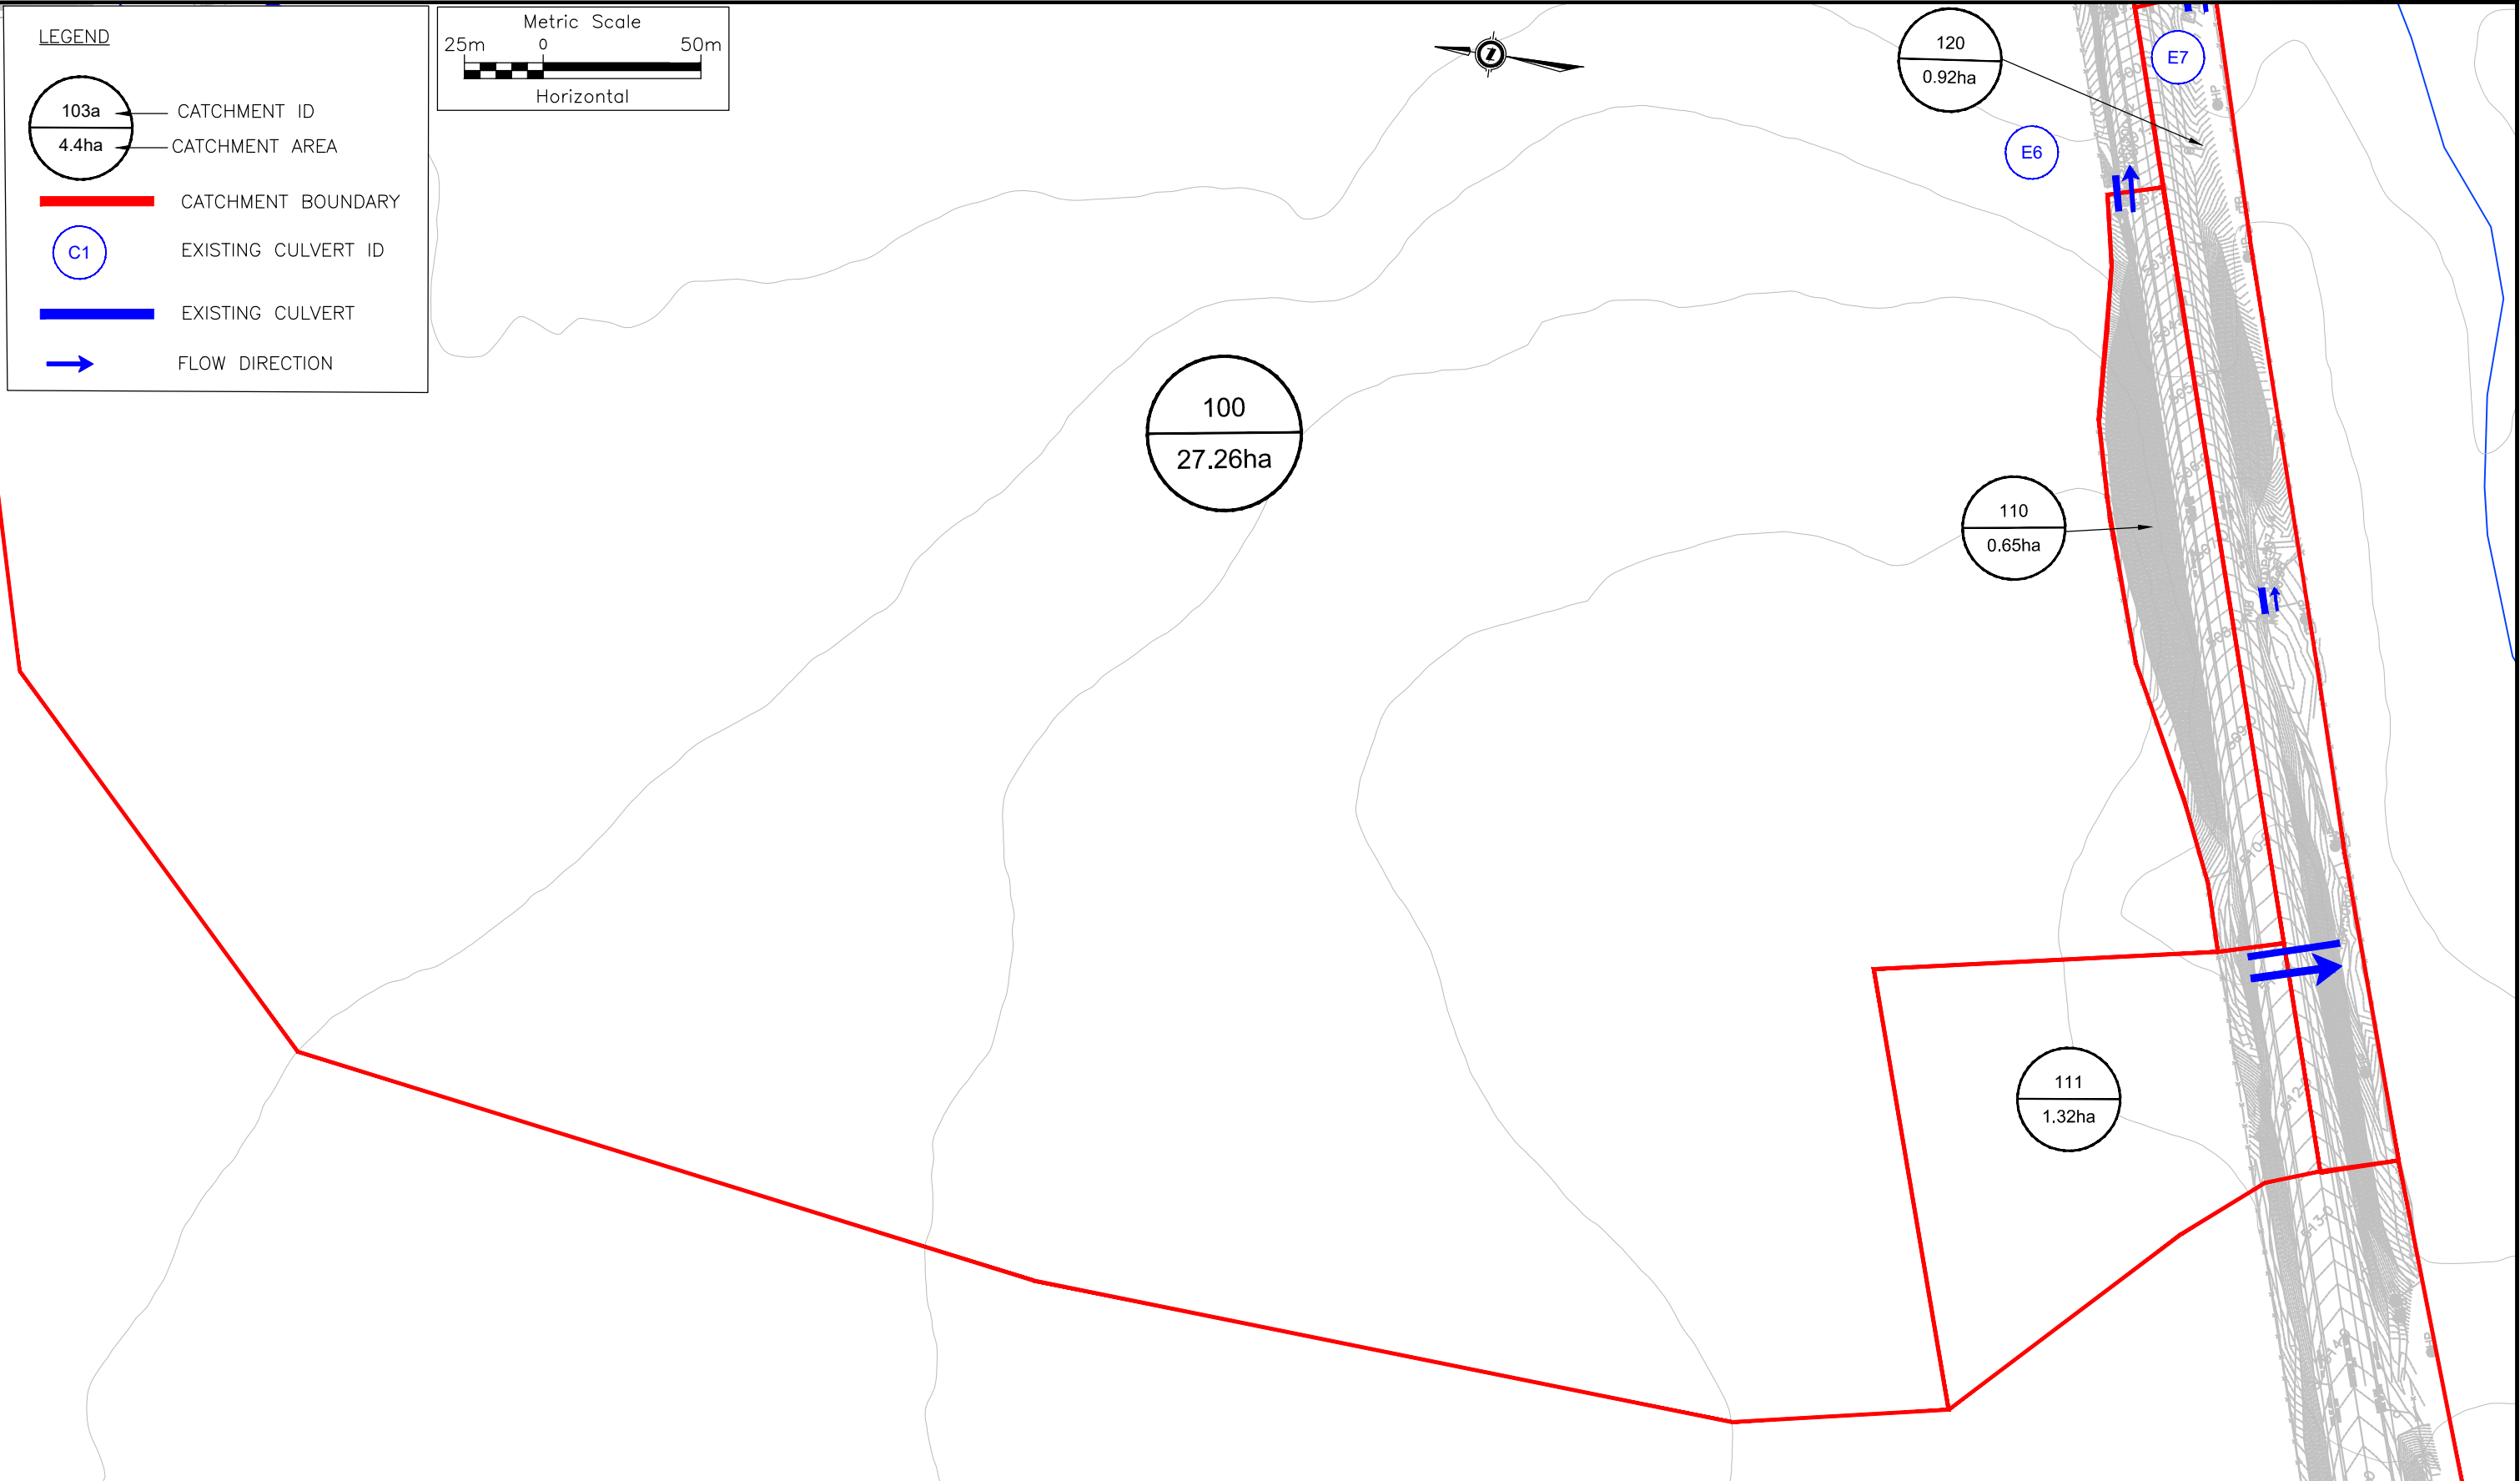 LEGEND
103a
CATCHMENT ID
4.4ha
CATCHMENT AREA
CATCHMENT BOUNDARY
C1
EXISTING CULVERT ID
EXISTING CULVERT
FLOW DIRECTION
Metric Scale
25m 0 50m
Horizontal
Z
120
0.92ha
E7
E6
100
27.26ha
110
0.65ha
111
1.32ha